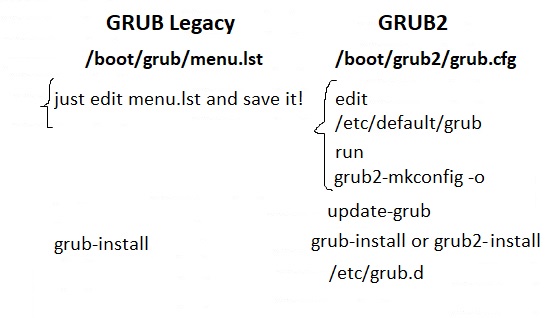 GRUB Legacy
/boot/grub/menu.lst
just edit menu.lst and save it!
grub-install
GRUB2
/boot/grub2/grub.cfg
edit
/etc/default/grub
run
grub2-mkconfig -o
update-grub
grub-install or grub2-install
/etc/grub.d